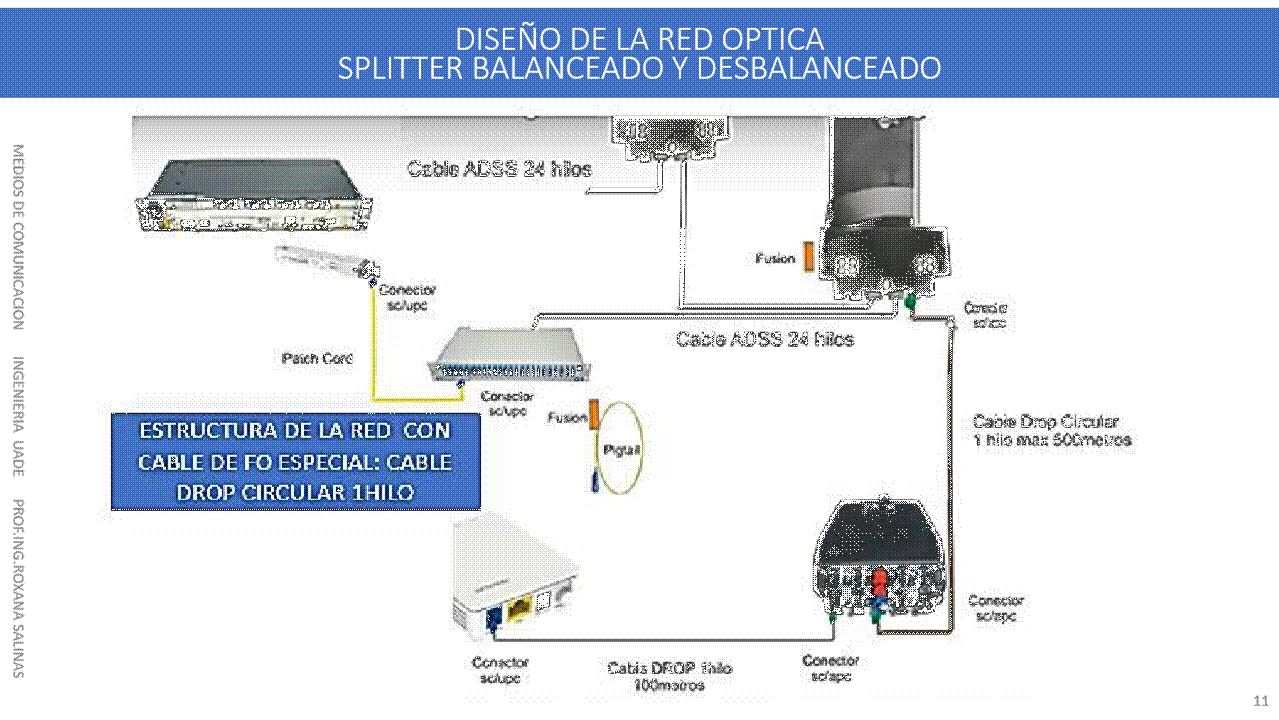 DISEÑO DE LA RED OPTICA
SPLITTER BALANCEADO Y DESBALANCEADO
MEDIOS DE COMUNICACION INGENIERIA UADE PROF.ING.ROXANA SALINAS
Cable ADSS 24 hilos
Fusion
Conector
sc/upc
Conector
Cable ADSS 24 hilos
Patch Cord
Conector
sc/upc
Fusion
Pigtail
Cable Drop Circular
1 hilo max 500metros
ESTRUCTURA DE LA RED CON
CABLE DE FO ESPECIAL: CABLE
DROP CIRCULAR 1HILO
Conector
sc/apc
Conector
sc/upc
Cable DROP 1hilo
100metros
Conector
sc/apc
11